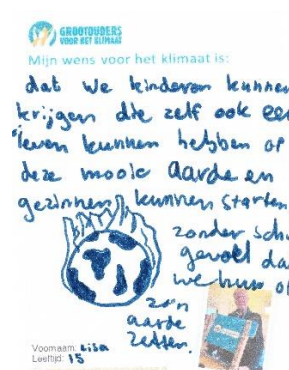 GROOTOUDERS
VOOR HET KLIMAAT
Mijn wens voor het klimaat is:
dat we kinderen kunnen
krijgen die zelf ook een
leven kunnen hebben op
deze mooie aarde en
gezinnen kunnen starten
zonder
gevoel dat
we hun op
zo'n
aarde
zetten.
Voornaam: Lisa
Leeftijd: 15